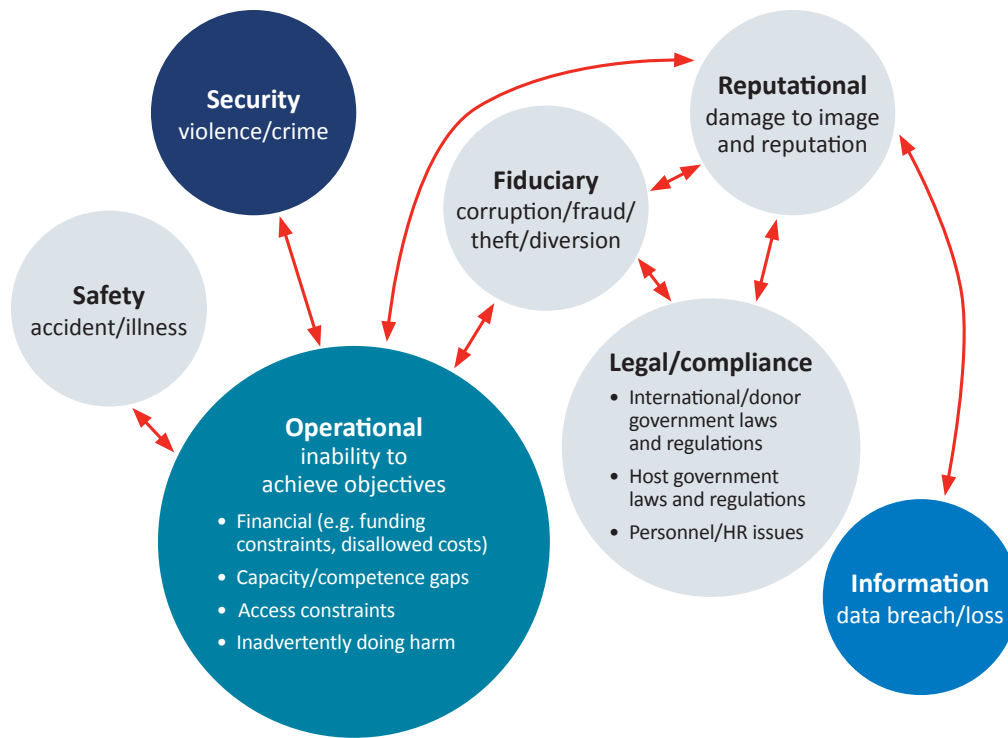 Security
violence/crime
Reputational
damage to image
and reputation
Fiduciary
corruption/fraud/
theft/diversion
Safety
accident/illness
Legal/compliance
• International/donor
government laws
and regulations
• Host government
laws and regulations
• Personnel/HR issues
Operational
inability to
achieve objectives
• Financial (e.g. funding
constraints, disallowed costs)
• Capacity/competence gaps
• Access constraints
• Inadvertently doing harm
Information
data breach/loss